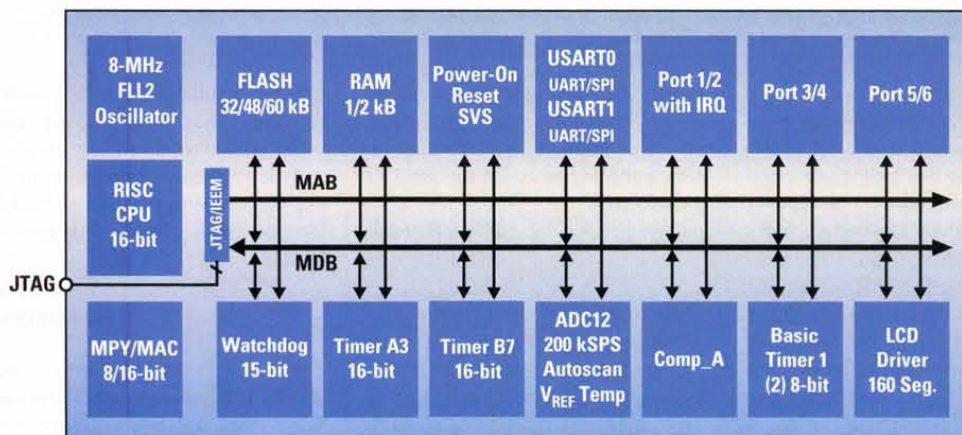 8-MHz
FLL2
Oscillator
FLASH
32/48/60 kB
RAM
1/2 kB
Power-On
Reset
SVS
USART0
UART/SPI
USART1
UART/SPI
Port 1/2
with IRQ
Port 3/4
Port 5/6
RISC
CPU
16-bit
JTAG/IEEM
MAB
MDB
JTAG
MPY/MAC
8/16-bit
Watchdog
15-bit
Timer A3
16-bit
Timer B7
16-bit
ADC12
200 kSPS
Autoscan
VREF Temp
Comp_A
Basic
Timer 1
(2) 8-bit
LCD
Driver
160 Seg.